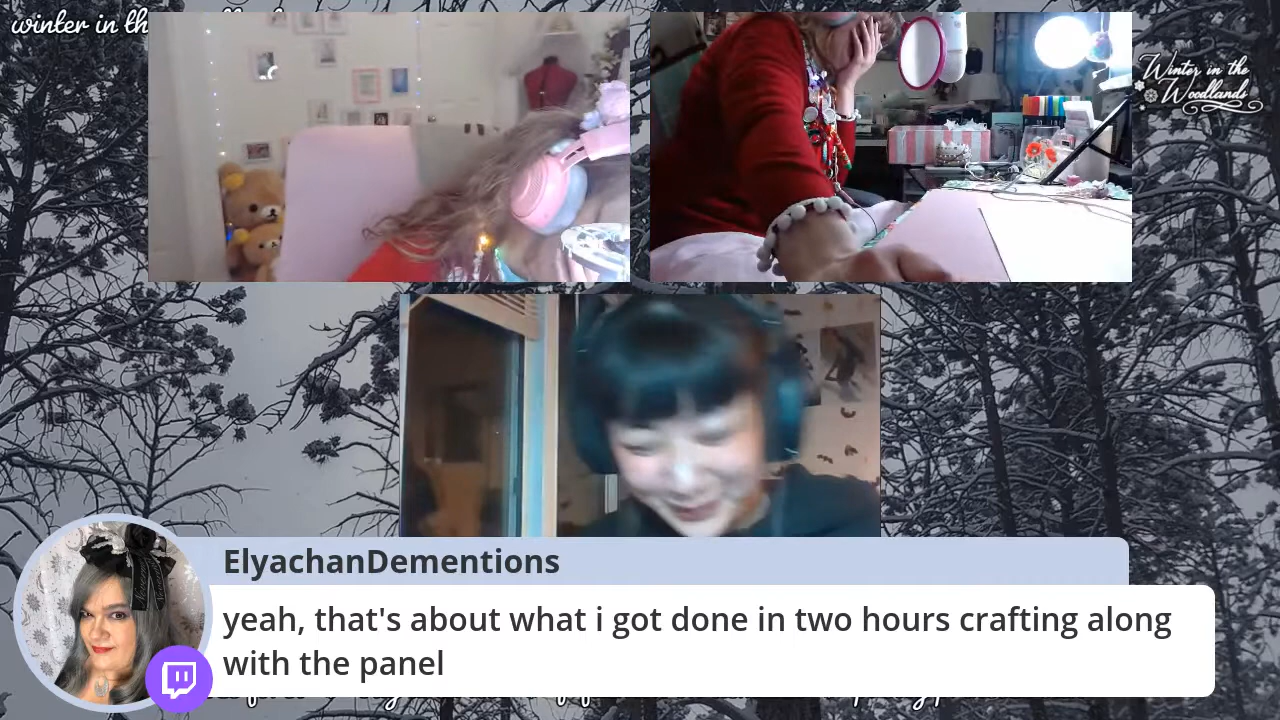 winter in th
Winter in the
Woodlands
ElyachanDementions
yeah, that's about what i got done in two hours crafting along
with the panel